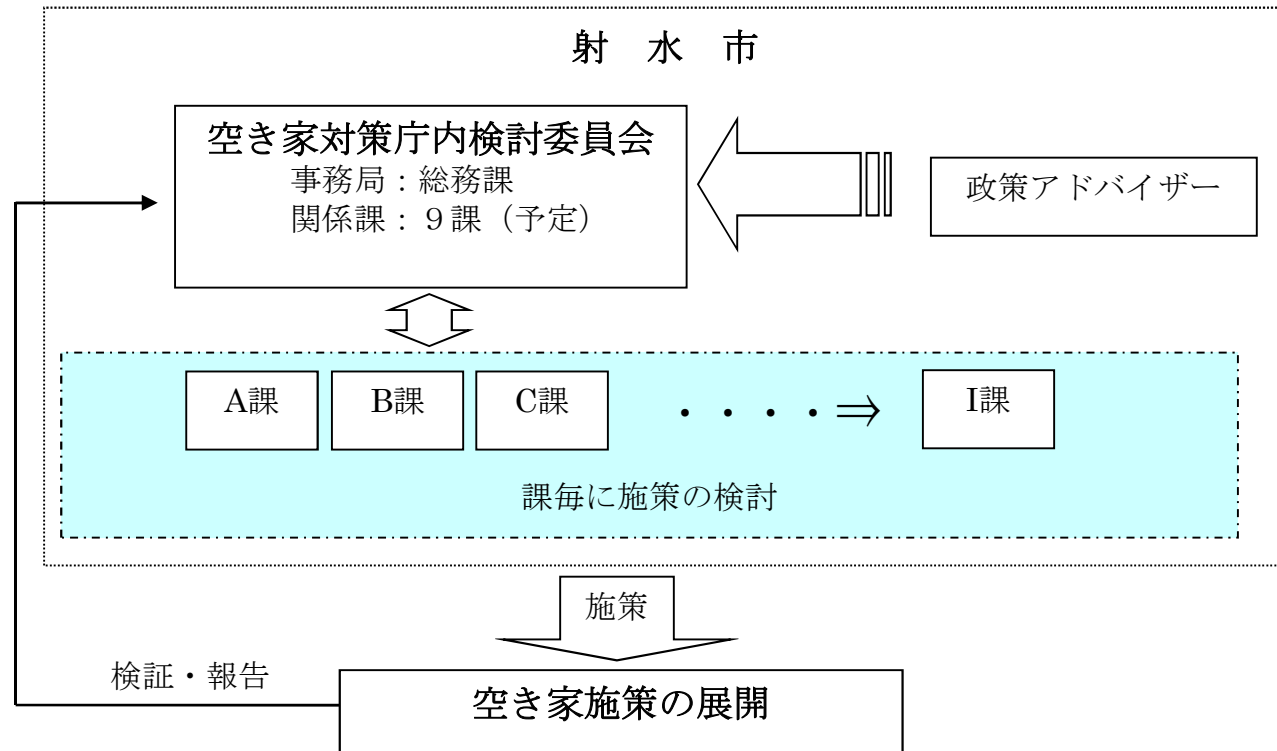 射　水　市
空き家対策庁内検討委員会
事務局：総務課
関係課：９課（予定）
政策アドバイザー
A課
B課
C課
・・・・⇒
I課
課毎に施策の検討
施策
検証・報告
空き家施策の展開